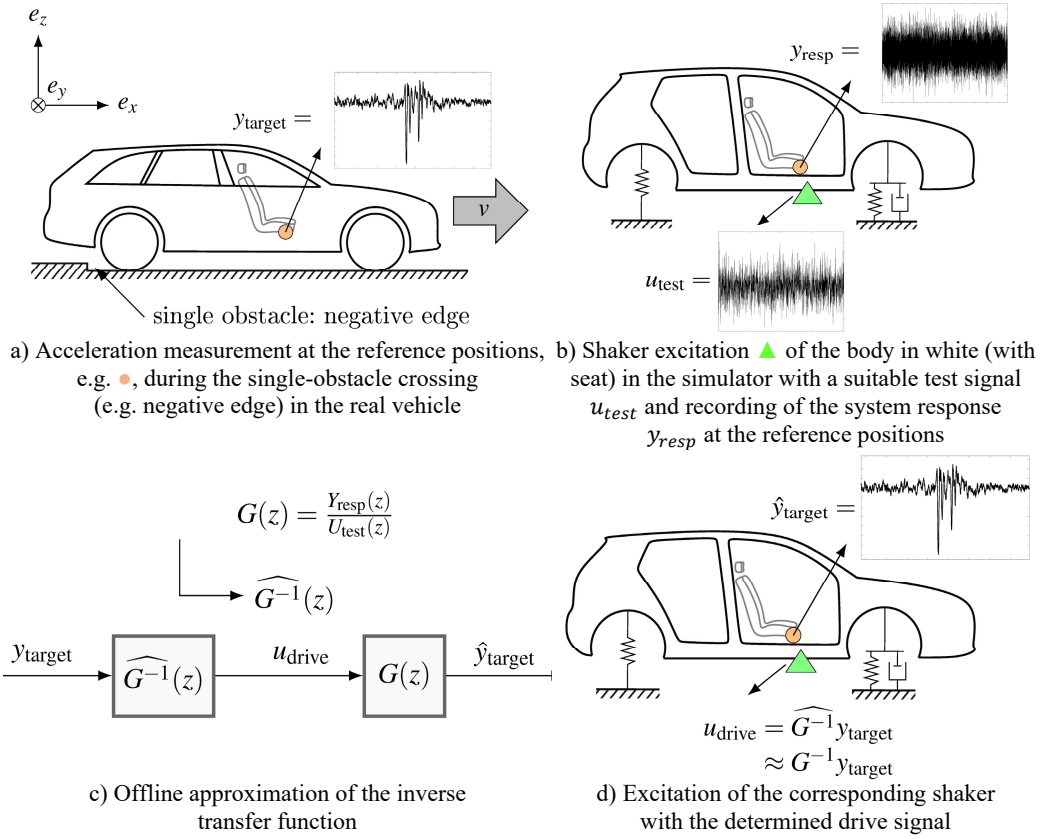 e_z
e_y
e_x
y_target =
v
single obstacle: negative edge
a) Acceleration measurement at the reference positions,
e.g. ●, during the single-obstacle crossing
(e.g. negative edge) in the real vehicle
y_resp =
u_test =
b) Shaker excitation ▲ of the body in white (with
seat) in the simulator with a suitable test signal
u_test and recording of the system response
y_resp at the reference positions
G(z) = Y_resp(z) / U_test(z)
\widehat{G^{-1}}(z)
y_target
\widehat{G^{-1}}(z)
u_drive
G(z)
ŷ_target
c) Offline approximation of the inverse
transfer function
ŷ_target =
u_drive = \widehat{G^{-1}} y_target
≈ G^{-1} y_target
d) Excitation of the corresponding shaker
with the determined drive signal